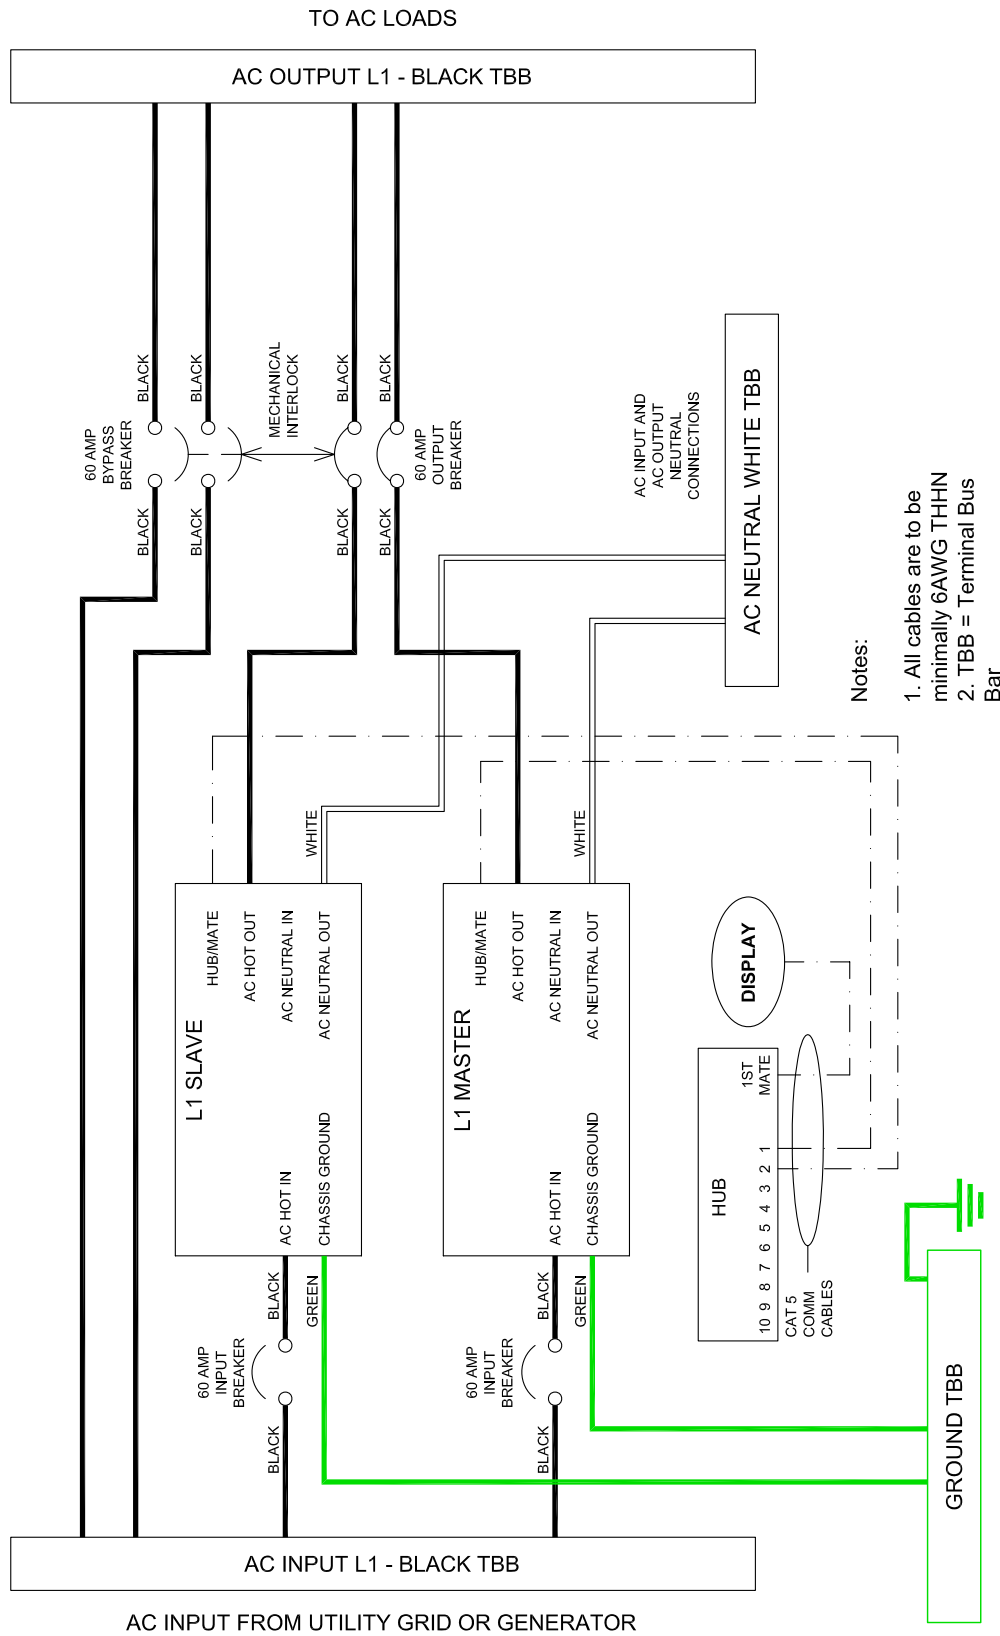 TO AC LOADS
AC OUTPUT L1 - BLACK TBB
BLACK
BLACK
BLACK
BLACK
60 AMP
BYPASS
BREAKER
MECHANICAL
INTERLOCK
60 AMP
OUTPUT
BREAKER
BLACK
BLACK
BLACK
BLACK
AC INPUT AND
AC OUTPUT
NEUTRAL
CONNECTIONS
AC NEUTRAL WHITE TBB
Notes:
1. All cables are to be
minimally 6AWG THHN
2. TBB = Terminal Bus
Bar
WHITE
WHITE
L1 SLAVE
HUB/MATE
AC HOT OUT
AC NEUTRAL IN
AC NEUTRAL OUT
AC HOT IN
CHASSIS GROUND
L1 MASTER
HUB/MATE
AC HOT OUT
AC NEUTRAL IN
AC NEUTRAL OUT
AC HOT IN
CHASSIS GROUND
DISPLAY
HUB
1ST
MATE
10 9 8 7 6 5 4 3 2 1
CAT 5
COMM
CABLES
BLACK
GREEN
BLACK
GREEN
60 AMP
INPUT
BREAKER
60 AMP
INPUT
BREAKER
BLACK
BLACK
GROUND TBB
AC INPUT L1 - BLACK TBB
AC INPUT FROM UTILITY GRID OR GENERATOR